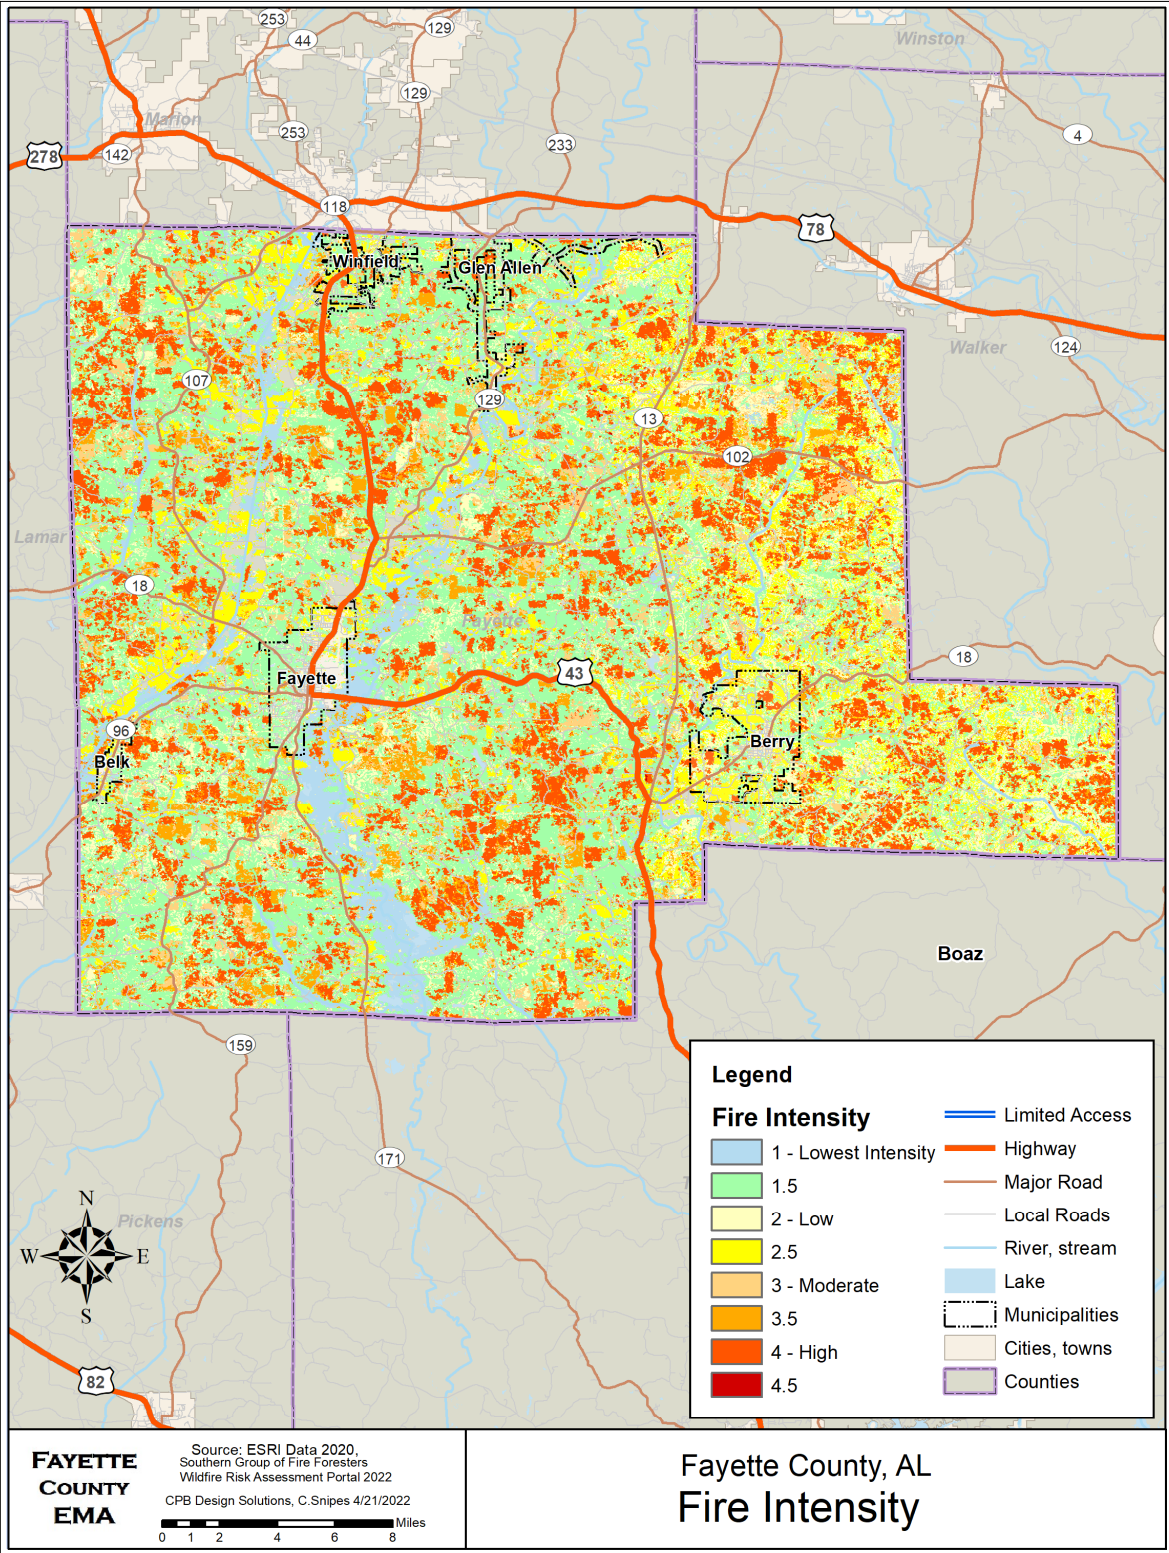 253
44
129
Winston
129
Marion
253
4
142
278
233
118
78
Winfield
Glen Allen
Walker
124
107
129
13
102
Lamar
18
Fayette
18
43
Fayette
96
Berry
Belk
Boaz
159
171
Pickens
N
W
E
S
82
Legend
Fire Intensity
1 - Lowest Intensity
1.5
2 - Low
2.5
3 - Moderate
3.5
4 - High
4.5
Limited Access
Highway
Major Road
Local Roads
River, stream
Lake
Municipalities
Cities, towns
Counties
FAYETTE
COUNTY
EMA
Source: ESRI Data 2020,
Southern Group of Fire Foresters
Wildfire Risk Assessment Portal 2022
CPB Design Solutions, C.Snipes 4/21/2022
Miles
0 1 2 4 6 8
Fayette County, AL
Fire Intensity